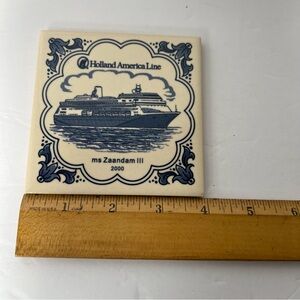 Holland America Line
ms Zaandam III
2000
1 2 3 4 5 6